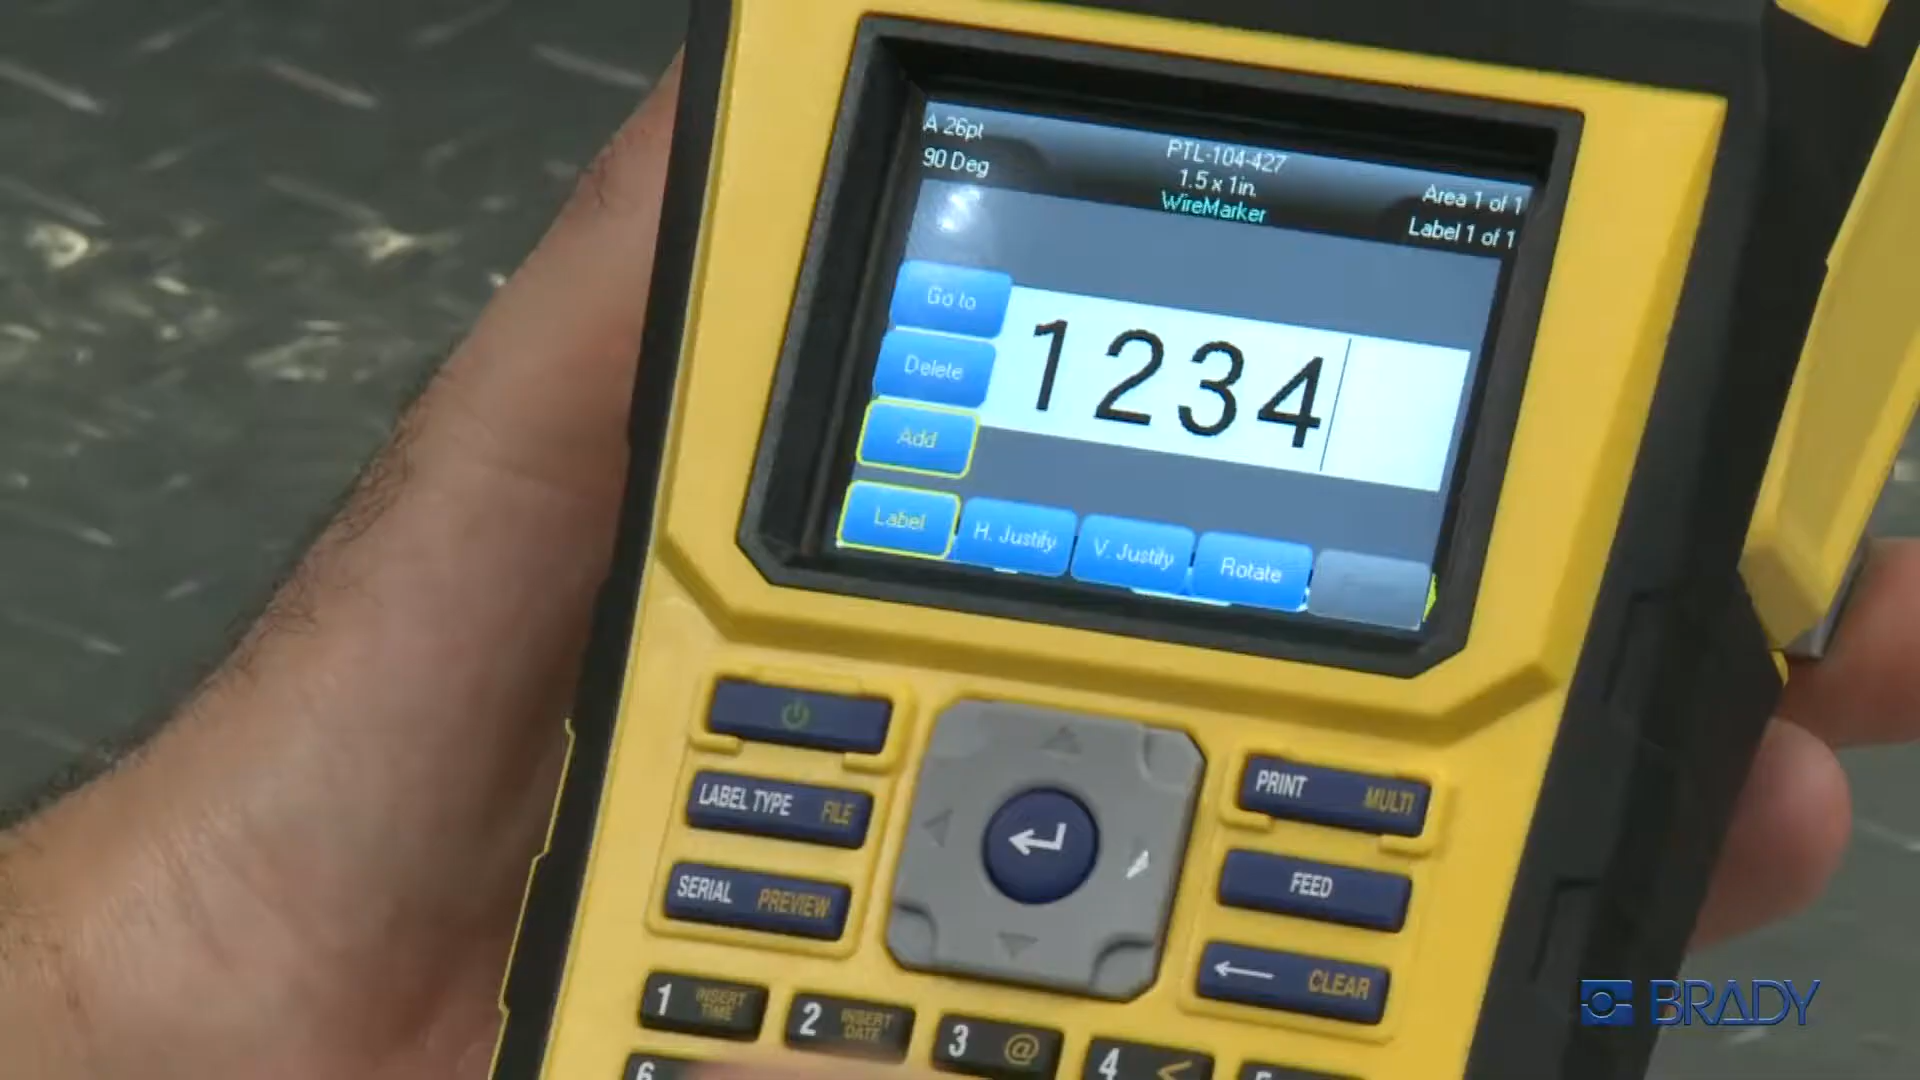 A 26pt
90 Deg
PTL-104-427
1.5 x 1in.
WireMarker
Area 1 of 1
Label 1 of 1
Go to
Delete
Add
1234
Label
H. Justify
V. Justify
Rotate
LABEL TYPE FILE
PRINT MULTI
SERIAL PREVIEW
FEED
CLEAR
1 INSERT TIME
2 INSERT DATE
3 @
4 <
6
BRADY